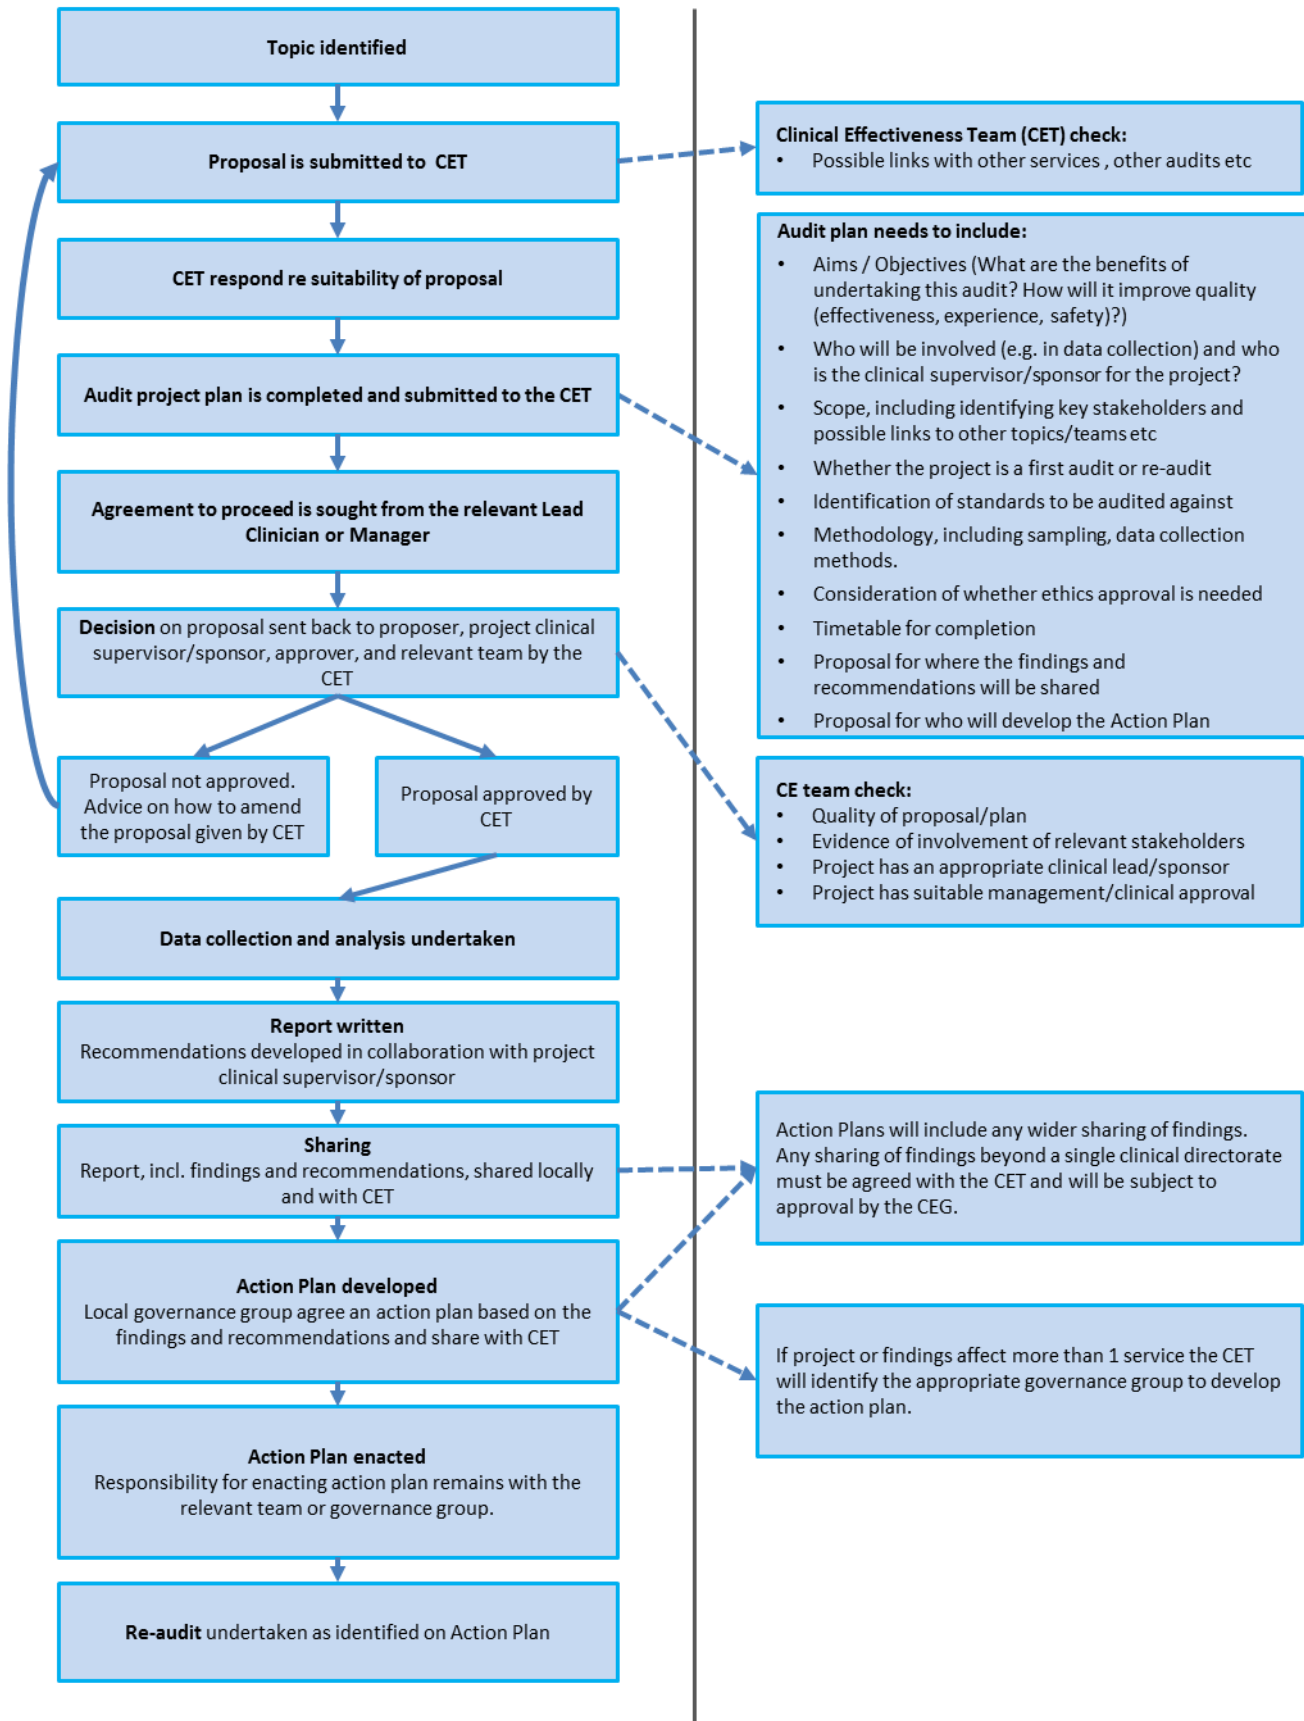 Topic identified
Proposal is submitted to CET
CET respond re suitability of proposal
Audit project plan is completed and submitted to the CET
Agreement to proceed is sought from the relevant Lead
Clinician or Manager
Decision on proposal sent back to proposer, project clinical
supervisor/sponsor, approver, and relevant team by the
CET
Proposal not approved.
Advice on how to amend
the proposal given by CET
Proposal approved by
CET
Data collection and analysis undertaken
Report written
Recommendations developed in collaboration with project
clinical supervisor/sponsor
Sharing
Report, incl. findings and recommendations, shared locally
and with CET
Action Plan developed
Local governance group agree an action plan based on the
findings and recommendations and share with CET
Action Plan enacted
Responsibility for enacting action plan remains with the
relevant team or governance group.
Re-audit undertaken as identified on Action Plan
Clinical Effectiveness Team (CET) check:
• Possible links with other services , other audits etc
Audit plan needs to include:
• Aims / Objectives (What are the benefits of
undertaking this audit? How will it improve quality
(effectiveness, experience, safety)?)
• Who will be involved (e.g. in data collection) and who
is the clinical supervisor/sponsor for the project?
• Scope, including identifying key stakeholders and
possible links to other topics/teams etc
• Whether the project is a first audit or re-audit
• Identification of standards to be audited against
• Methodology, including sampling, data collection
methods.
• Consideration of whether ethics approval is needed
• Timetable for completion
• Proposal for where the findings and
recommendations will be shared
• Proposal for who will develop the Action Plan
CE team check:
• Quality of proposal/plan
• Evidence of involvement of relevant stakeholders
• Project has an appropriate clinical lead/sponsor
• Project has suitable management/clinical approval
Action Plans will include any wider sharing of findings.
Any sharing of findings beyond a single clinical directorate
must be agreed with the CET and will be subject to
approval by the CEG.
If project or findings affect more than 1 service the CET
will identify the appropriate governance group to develop
the action plan.